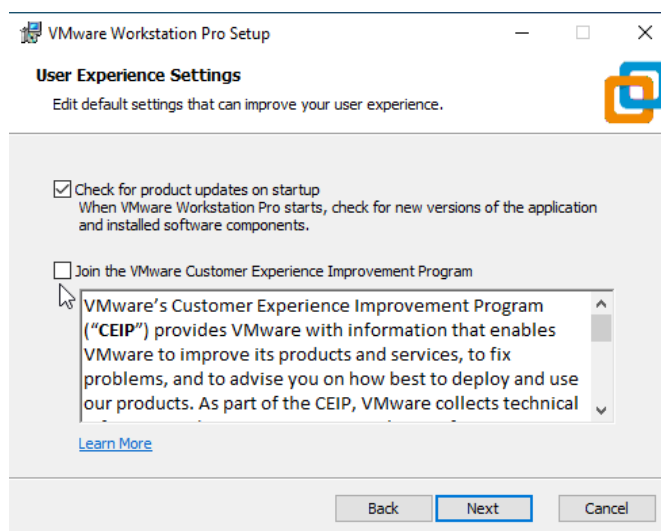 VMware Workstation Pro Setup
User Experience Settings
Edit default settings that can improve your user experience.
Check for product updates on startup
When VMware Workstation Pro starts, check for new versions of the application
and installed software components.
Join the VMware Customer Experience Improvement Program
VMware’s Customer Experience Improvement Program
(“CEIP”) provides VMware with information that enables
VMware to improve its products and services, to fix
problems, and to advise you on how best to deploy and use
our products. As part of the CEIP, VMware collects technical
Learn More
Back
Next
Cancel